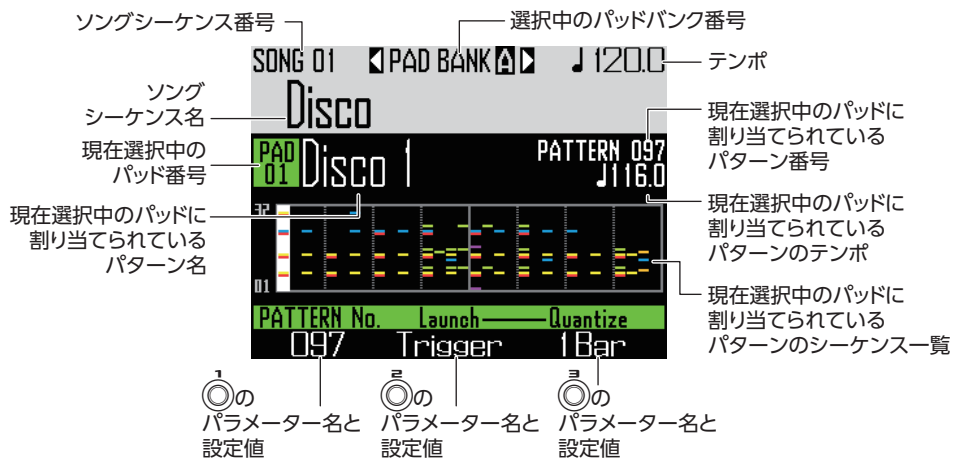 ソングシーケンス番号
選択中のパッドバンク番号
SONG 01 ◀PAD BANK A▶ ♩120.0
テンポ
ソング
シーケンス名
Disco
現在選択中の
パッド番号
PAD
01
Disco 1
PATTERN 097
♩116.0
現在選択中のパッドに
割り当てられている
パターン番号
現在選択中のパッドに
割り当てられている
パターン名
32
01
現在選択中のパッドに
割り当てられている
パターンのテンポ
現在選択中のパッドに
割り当てられている
パターンのシーケンス一覧
PATTERN No. Launch Quantize
097 Trigger 1Bar
1
の
パラメーター名と
設定値
2
の
パラメーター名と
設定値
3
の
パラメーター名と
設定値